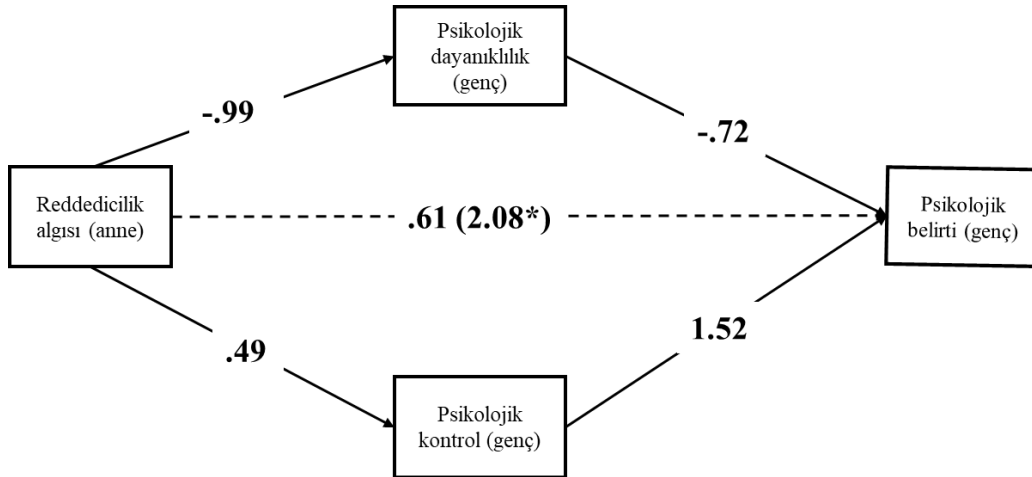 Psikolojik
dayanıklılık
(genç)
-.99
-.72
Reddedicilik
algısı (anne)
.61 (2.08*)
Psikolojik
belirti (genç)
.49
1.52
Psikolojik
kontrol (genç)